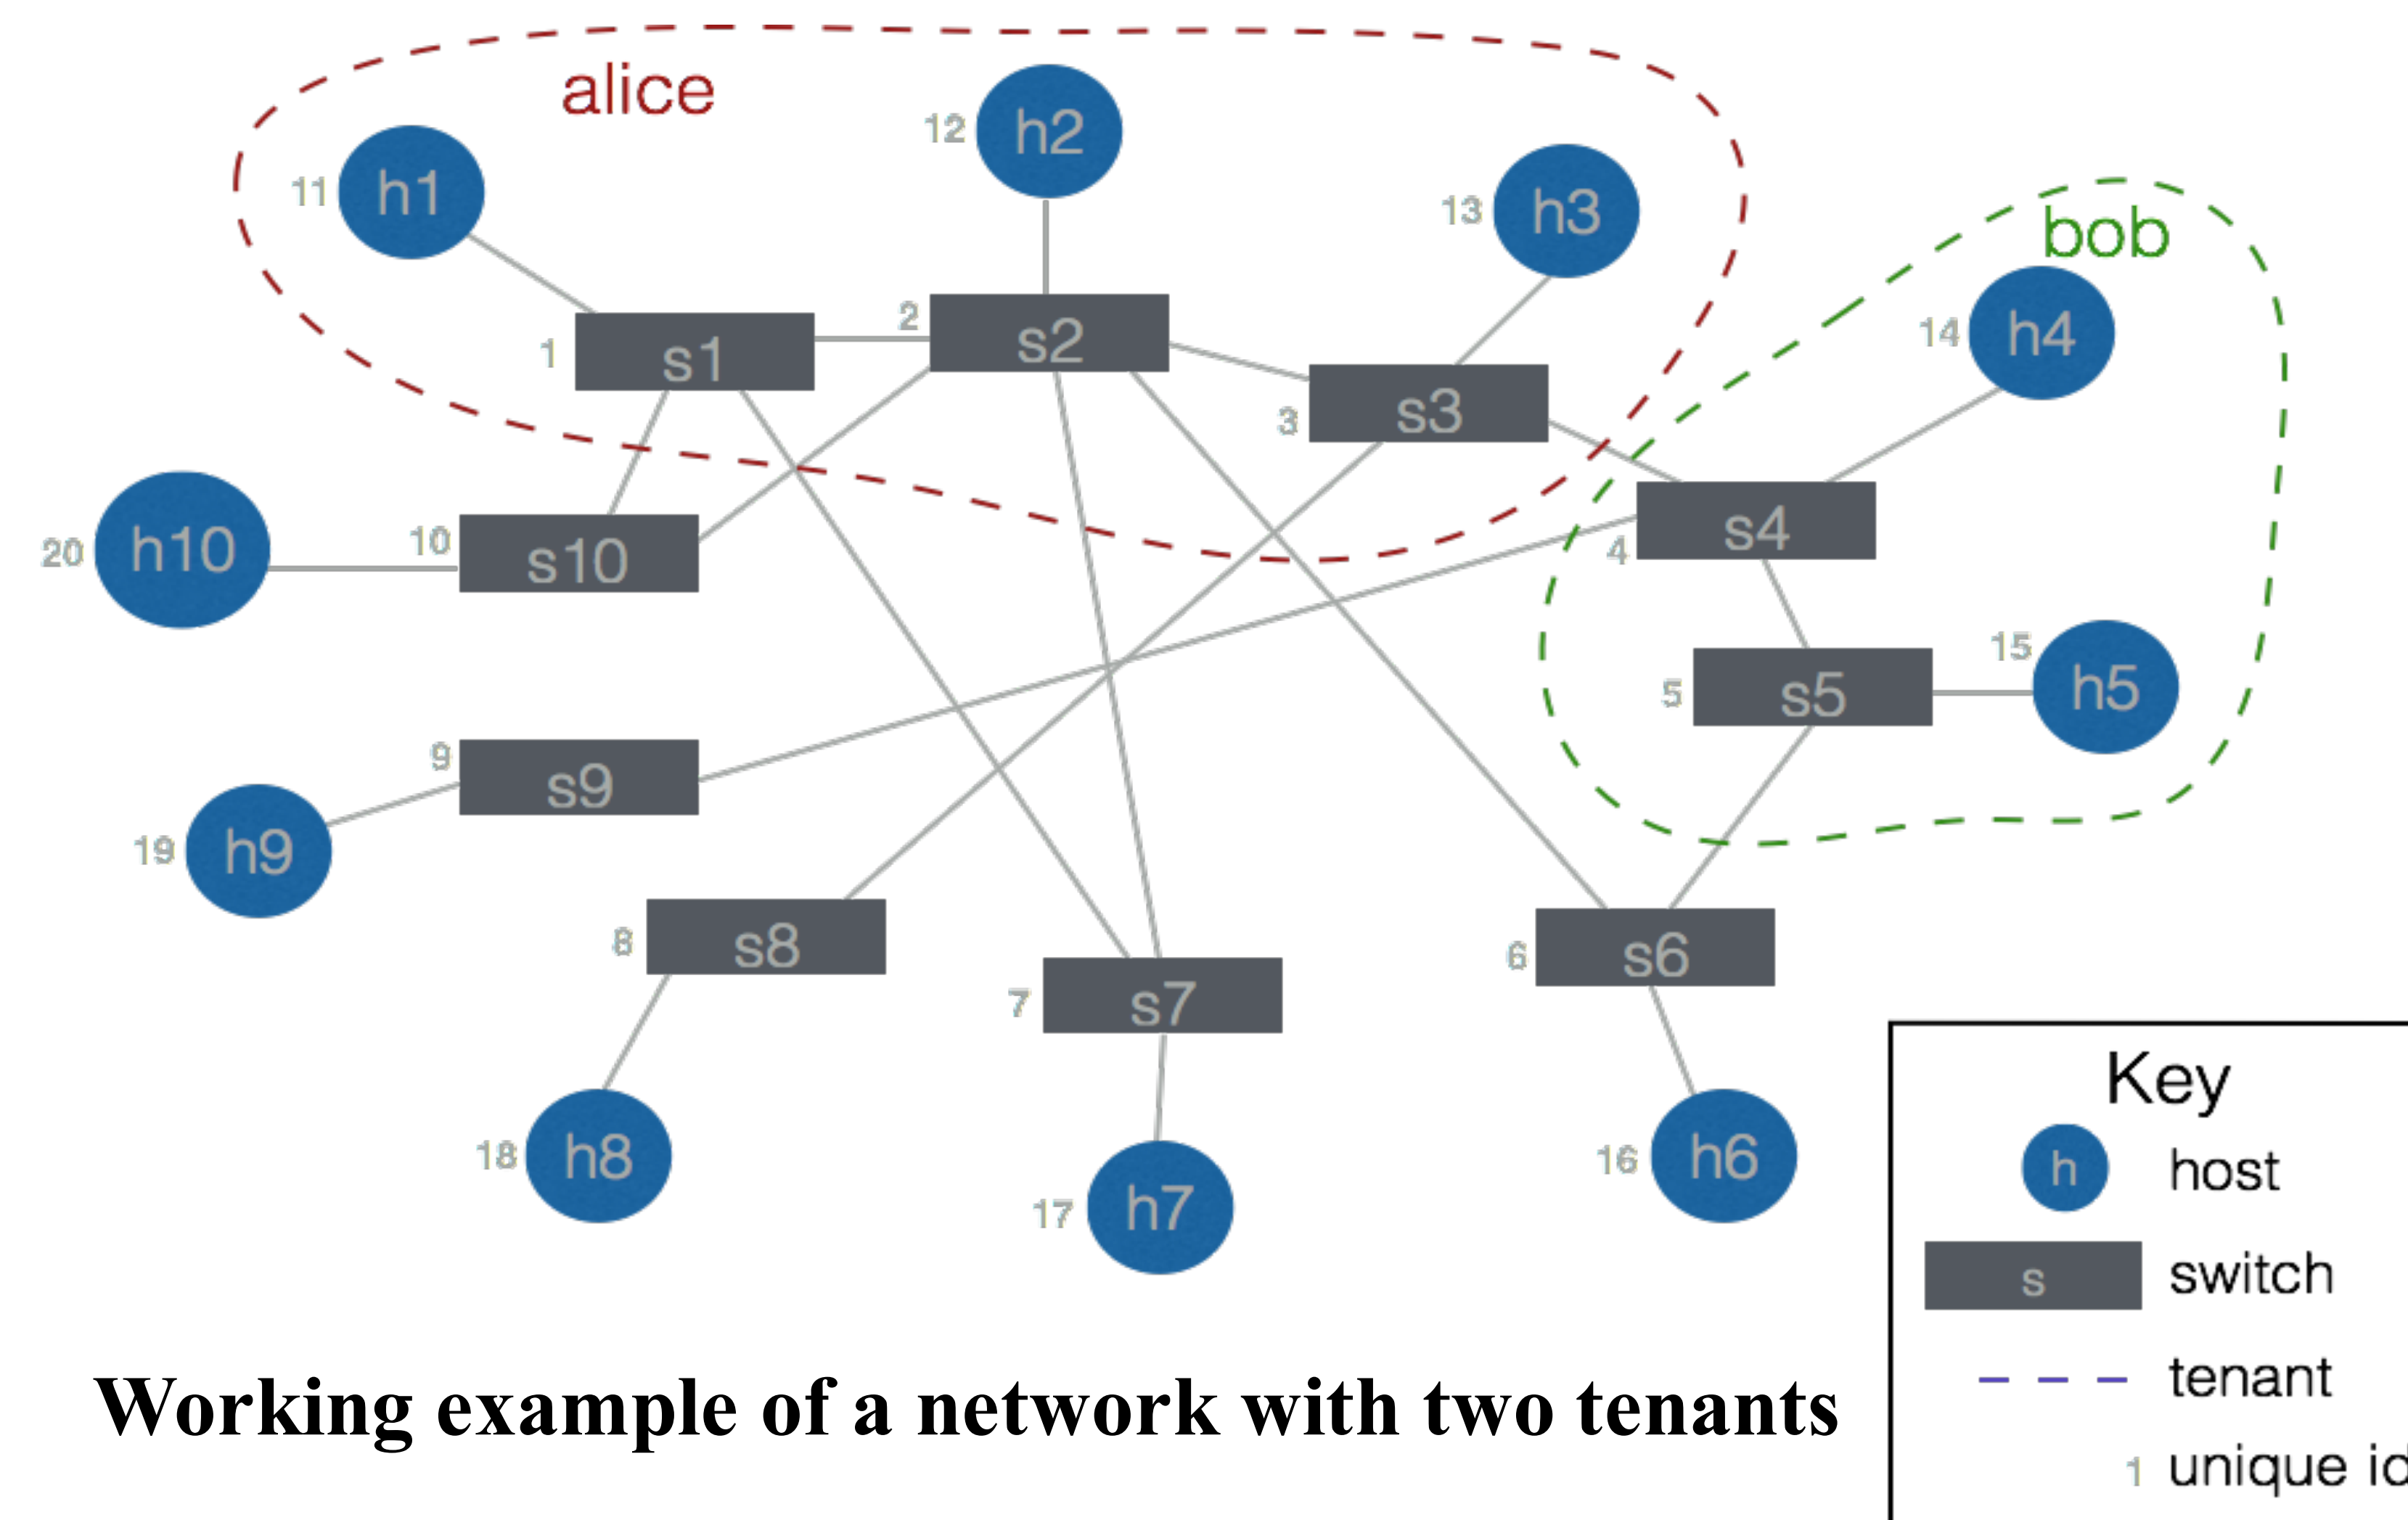 alice
12 h2
11 h1
13 h3
bob
14 h4
2 s2
1 s1
3 s3
10 s10
20 h10
s4
4
15 h5
5 s5
9 s9
19 h9
8 s8
6 s6
7 s7
18 h8
17 h7
16 h6
Key
h host
s switch
tenant
1 unique id
Working example of a network with two tenants